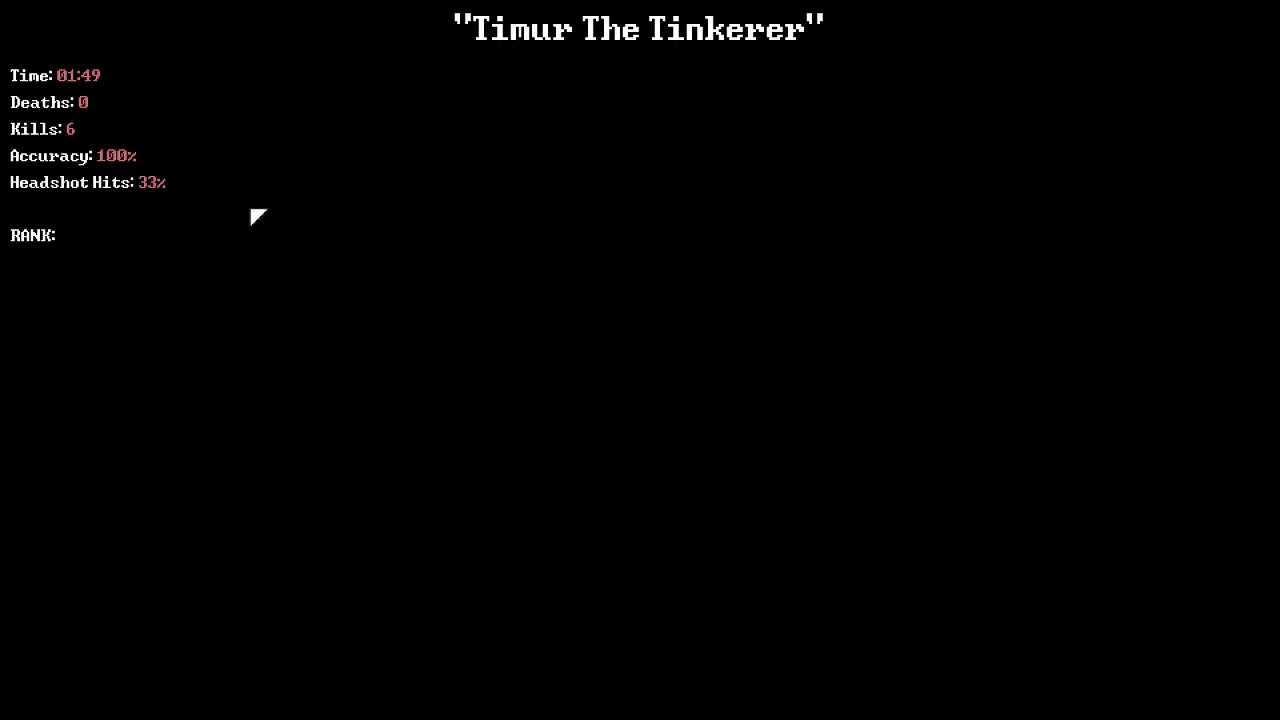 "Timur The Tinkerer"
Time: 01:49
Deaths: 0
Kills: 6
Accuracy: 100%
Headshot Hits: 33%
RANK: